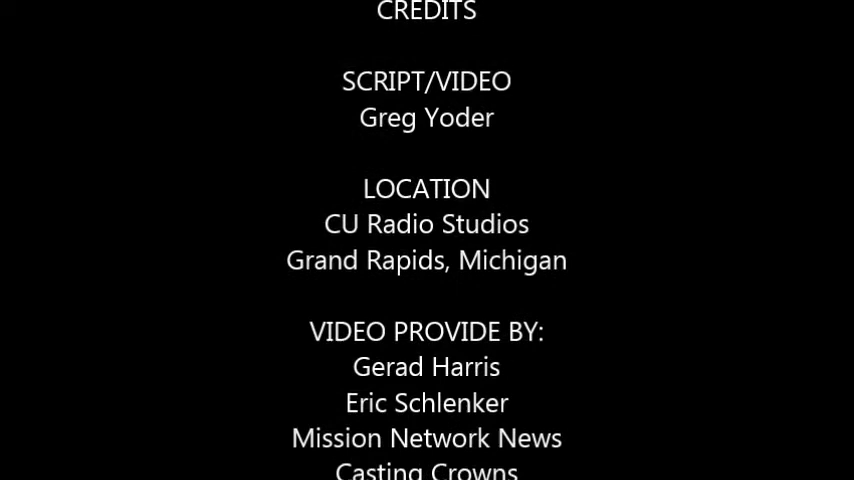 CREDITS
SCRIPT/VIDEO
Greg Yoder
LOCATION
CU Radio Studios
Grand Rapids, Michigan
VIDEO PROVIDE BY:
Gerad Harris
Eric Schlenker
Mission Network News
Casting Crowns